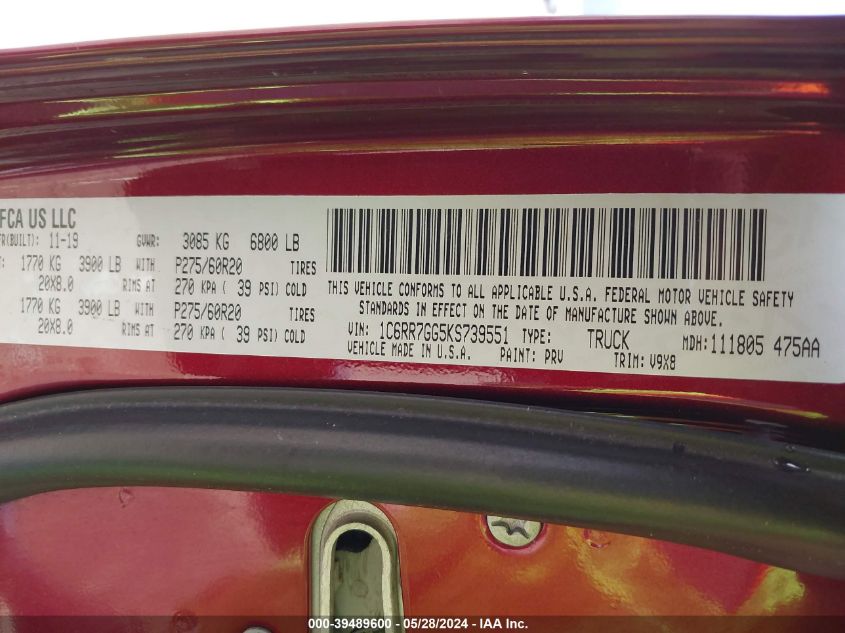 FCA US LLC
FR(BUILT): 11-19 GVWR: 3085 KG 6800 LB
1770 KG 3900 LB WITH P275/60R20 TIRES
20X8.0 RIMS AT 270 KPA ( 39 PSI) COLD
1770 KG 3900 LB WITH P275/60R20 TIRES
20X8.0 RIMS AT 270 KPA ( 39 PSI) COLD
THIS VEHICLE CONFORMS TO ALL APPLICABLE U.S.A. FEDERAL MOTOR VEHICLE SAFETY
STANDARDS IN EFFECT ON THE DATE OF MANUFACTURE SHOWN ABOVE.
VIN: 1C6RR7GG5KS739551 TYPE: TRUCK MDH: 111805 475AA
VEHICLE MADE IN U.S.A. PAINT: PRV TRIM: V9X8
000-39489600 - 05/28/2024 - IAA Inc.